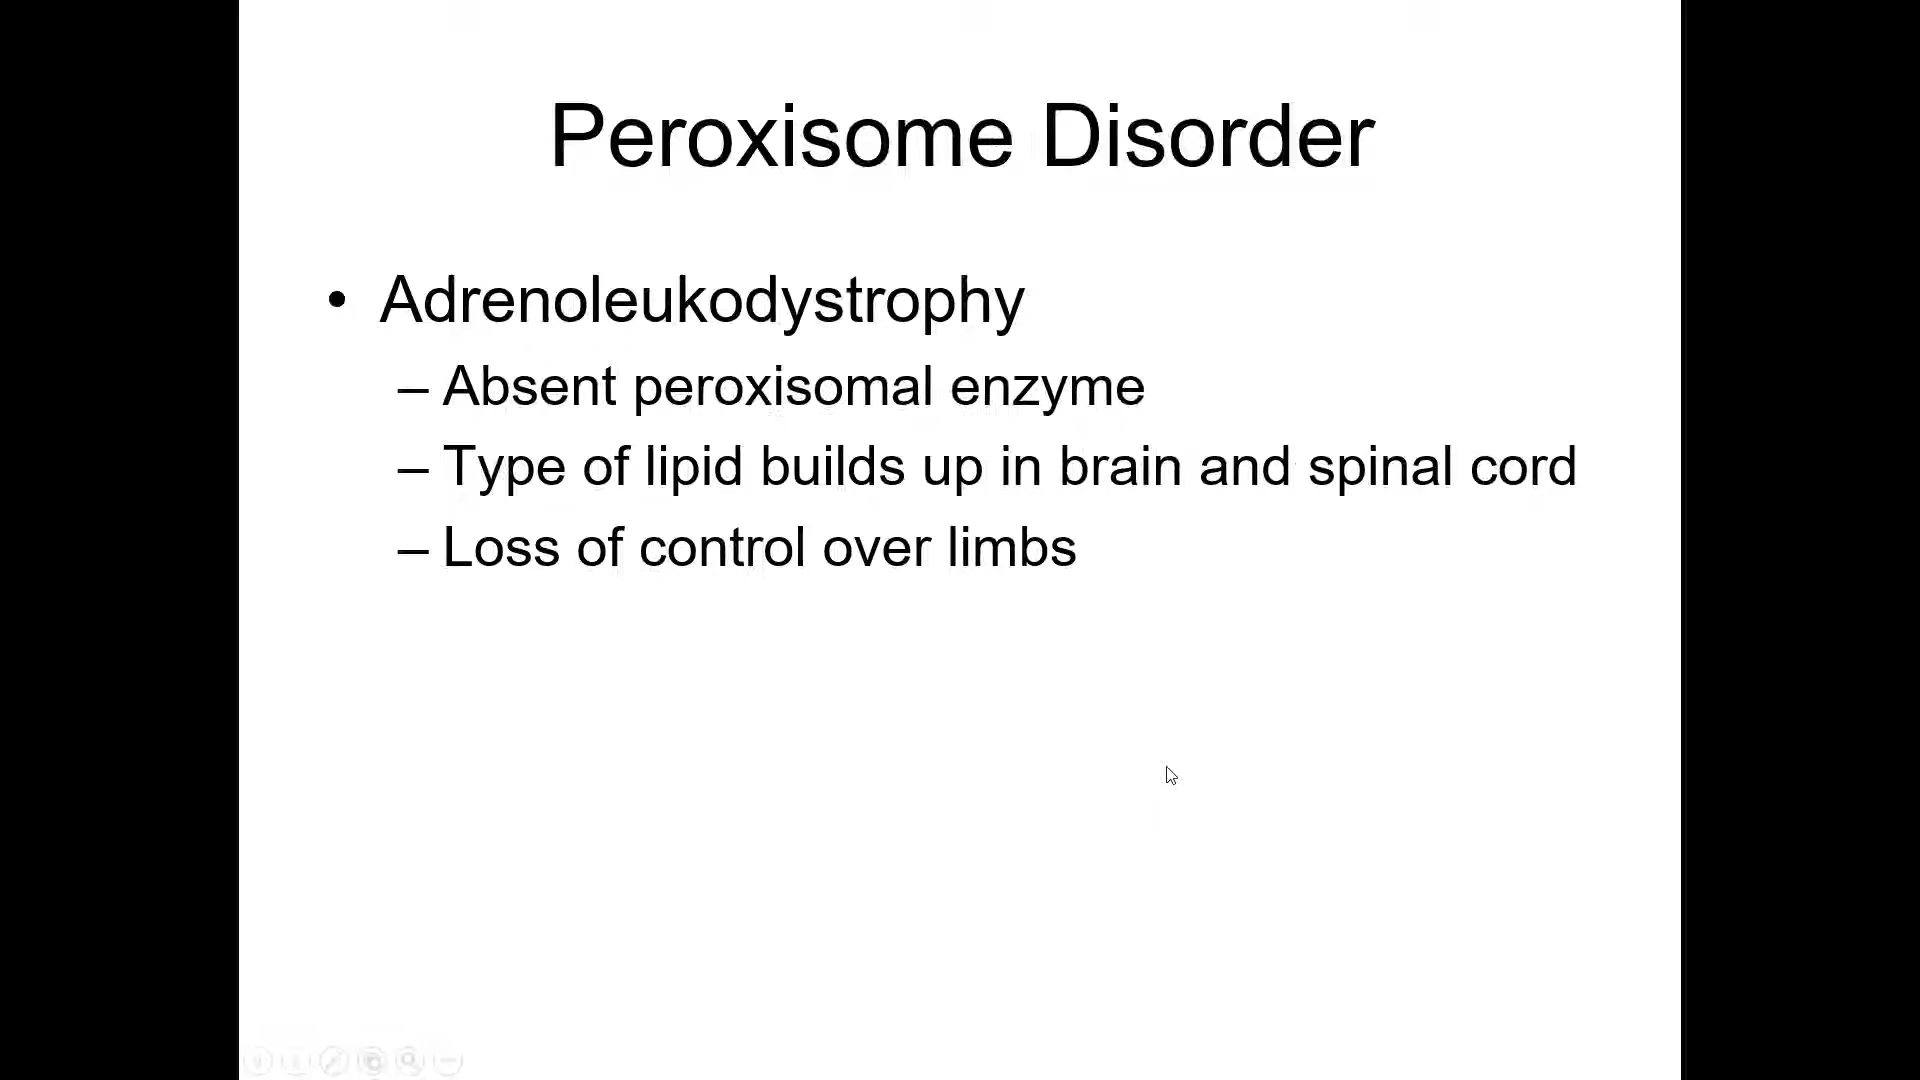 Peroxisome Disorder
• Adrenoleukodystrophy
– Absent peroxisomal enzyme
– Type of lipid builds up in brain and spinal cord
– Loss of control over limbs